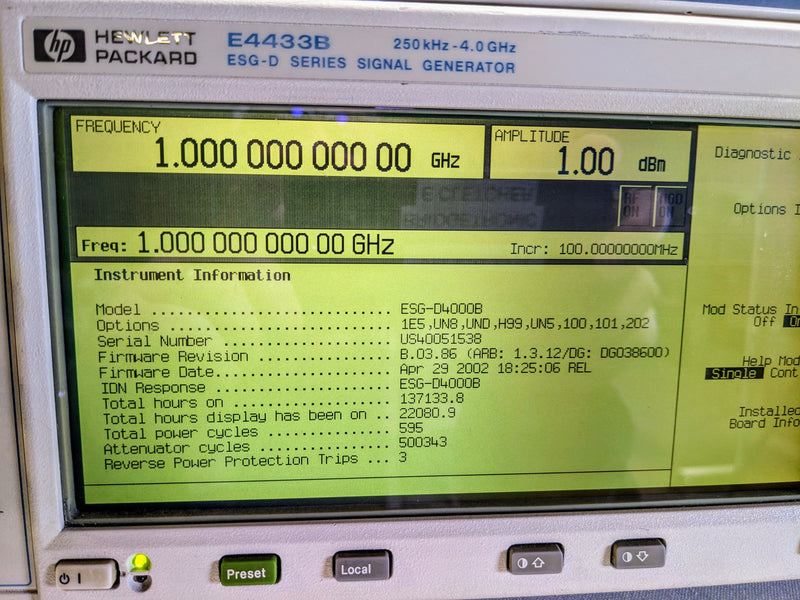 hp HEWLETT PACKARD
E4433B 250kHz-4.0GHz
ESG-D SERIES SIGNAL GENERATOR
FREQUENCY
1.000 000 000 00 GHz
AMPLITUDE
1.00 dBm
RF ON
MOD ON
Freq: 1.000 000 000 00 GHz
Incr: 100.00000000MHz
Instrument Information
Model .............................. ESG-D4000B
Options ............................ 1E5,UN8,UND,H99,UN5,100,101,202
Serial Number ...................... US40051538
Firmware Revision .................. B.03.86 (ARB: 1.3.12/DG: DG038600)
Firmware Date....................... Apr 29 2002 18:25:06 REL
IDN Response ....................... ESG-D4000B
Total hours on ..................... 137133.8
Total hours display has been on .. 22080.9
Total power cycles ................. 595
Attenuator cycles .................. 500343
Reverse Power Protection Trips ... 3
Diagnostic
Options I
Mod Status In
Off On
Help Mod
Single Cont
Installed
Board Info
Preset
Local